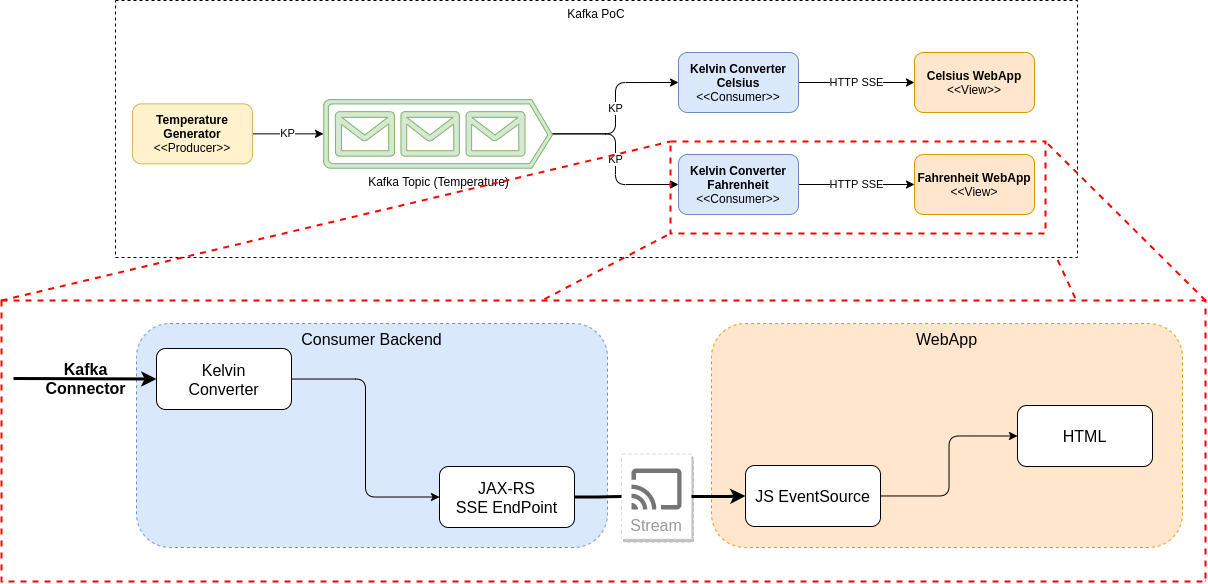 Kafka PoC
Temperature
Generator
<<Producer>>
KP
Kafka Topic (Temperature)
KP
KP
Kelvin Converter
Celsius
<<Consumer>>
HTTP SSE
Celsius WebApp
<<View>>
Kelvin Converter
Fahrenheit
<<Consumer>>
HTTP SSE
Fahrenheit WebApp
<<View>
Kafka
Connector
Consumer Backend
Kelvin
Converter
JAX-RS
SSE EndPoint
Stream
WebApp
JS EventSource
HTML